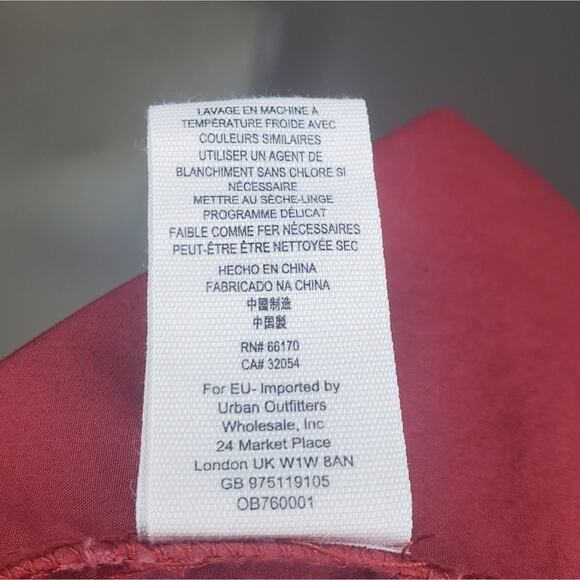 LAVAGE EN MACHINE À
TEMPÉRATURE FROIDE AVEC
COULEURS SIMILAIRES
UTILISER UN AGENT DE
BLANCHIMENT SANS CHLORE SI
NÉCESSAIRE
METTRE AU SÈCHE-LINGE
PROGRAMME DÉLICAT
FAIBLE COMME FER NÉCESSAIRES
PEUT-ÊTRE ÊTRE NETTOYÉE SEC
HECHO EN CHINA
FABRICADO NA CHINA
中國制造
中国製
RN# 66170
CA# 32054
For EU- Imported by
Urban Outfitters
Wholesale, Inc
24 Market Place
London UK W1W 8AN
GB 975119105
OB760001